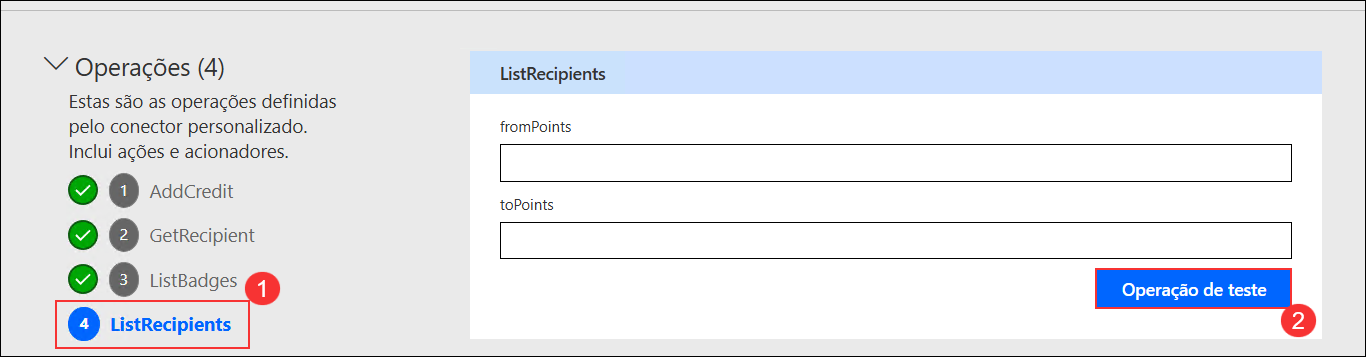 Operações (4)
Estas são as operações definidas
pelo conector personalizado.
Inclui ações e acionadores.
1 AddCredit
2 GetRecipient
3 ListBadges
1
4 ListRecipients
ListRecipients
fromPoints
toPoints
Operação de teste
2